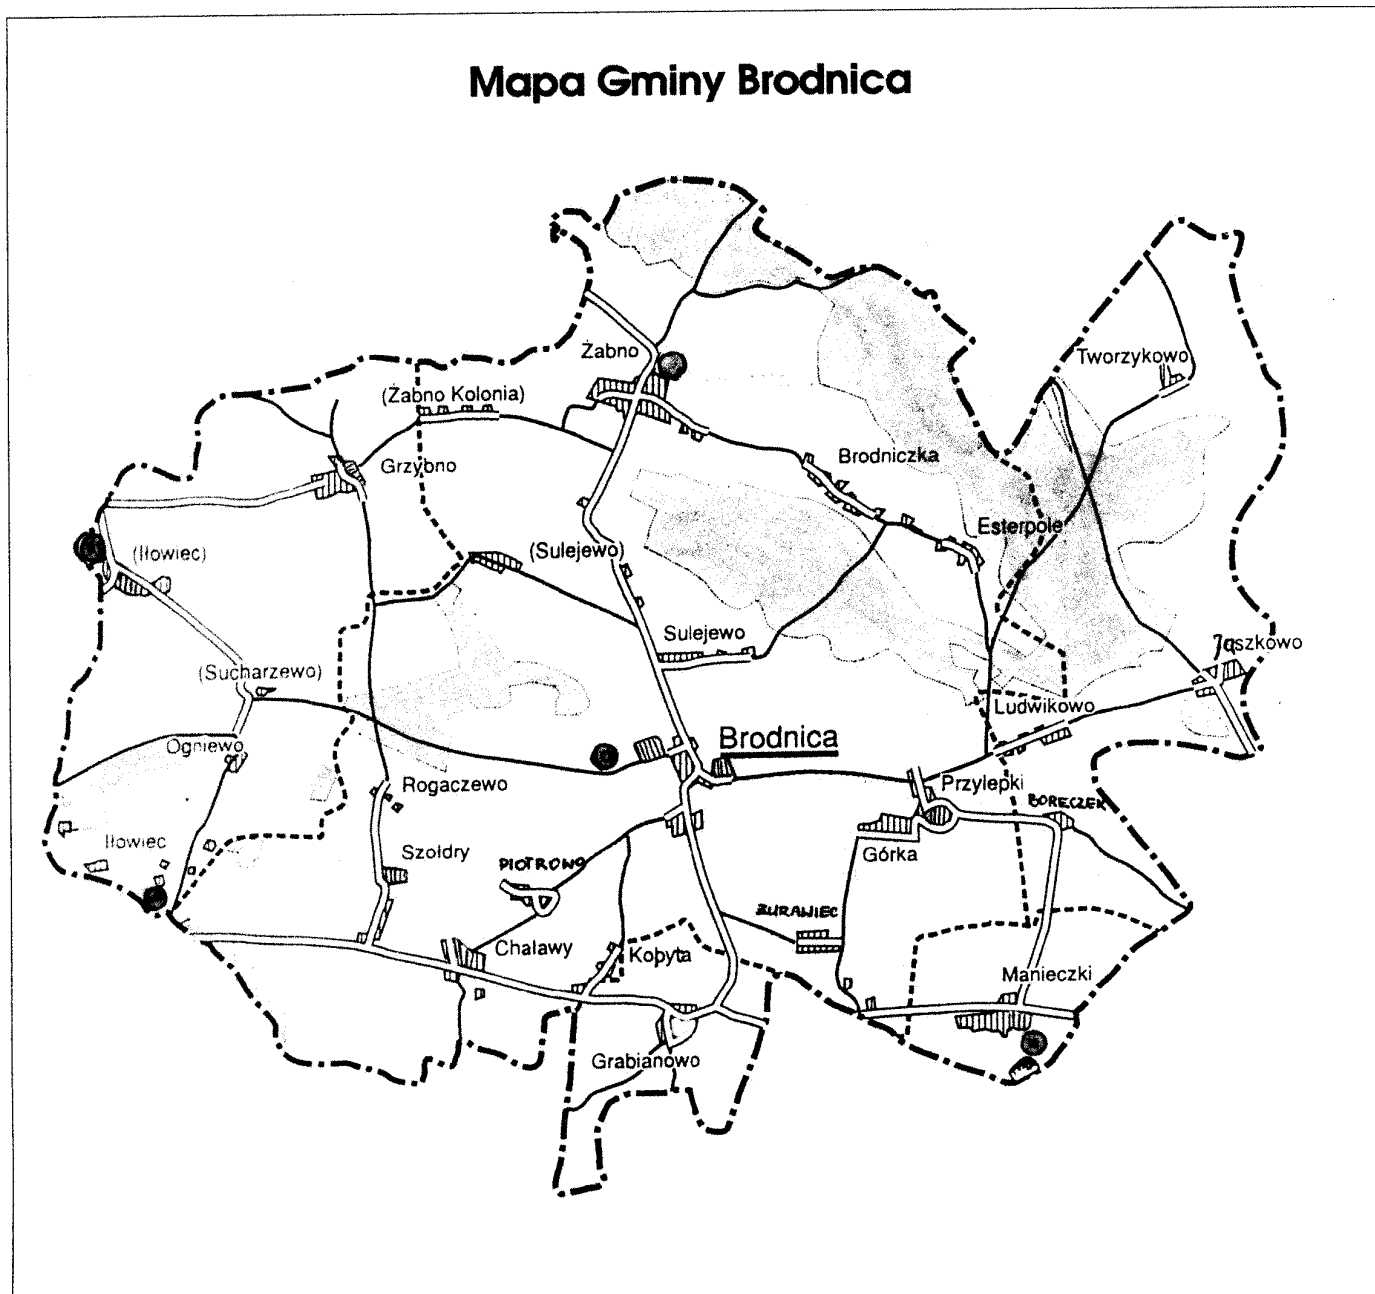 Mapa Gminy Brodnica
Żabno
Tworzykowo
(Żabno Kolonia)
Grzybno
Brodniczka
Esterpole
(Iłowiec)
(Sulejewo)
Sulejewo
Jaszkowo
(Sucharzewo)
Ludwikowo
Ogniewo
Brodnica
Rogaczewo
Przylepki
BORECZEK
Iłowiec
Szołdry
PIOTROWO
Górka
ŻURAWIEC
Chaławy
Kopyta
Manieczki
Grabianowo